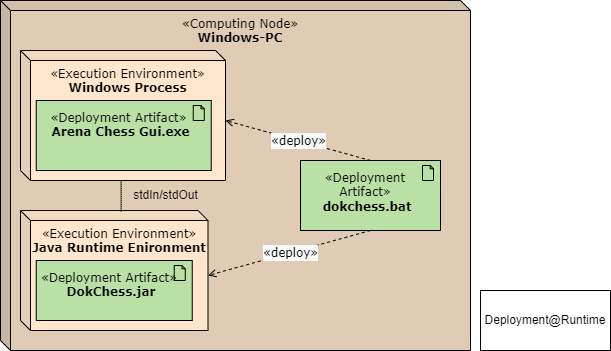 «Computing Node»
Windows-PC
«Execution Environment»
Windows Process
«Deployment Artifact»
Arena Chess Gui.exe
«deploy»
«Deployment
Artifact»
dokchess.bat
stdIn/stdOut
«Execution Environment»
Java Runtime Enironment
«deploy»
«Deployment Artifact»
DokChess.jar
Deployment@Runtime